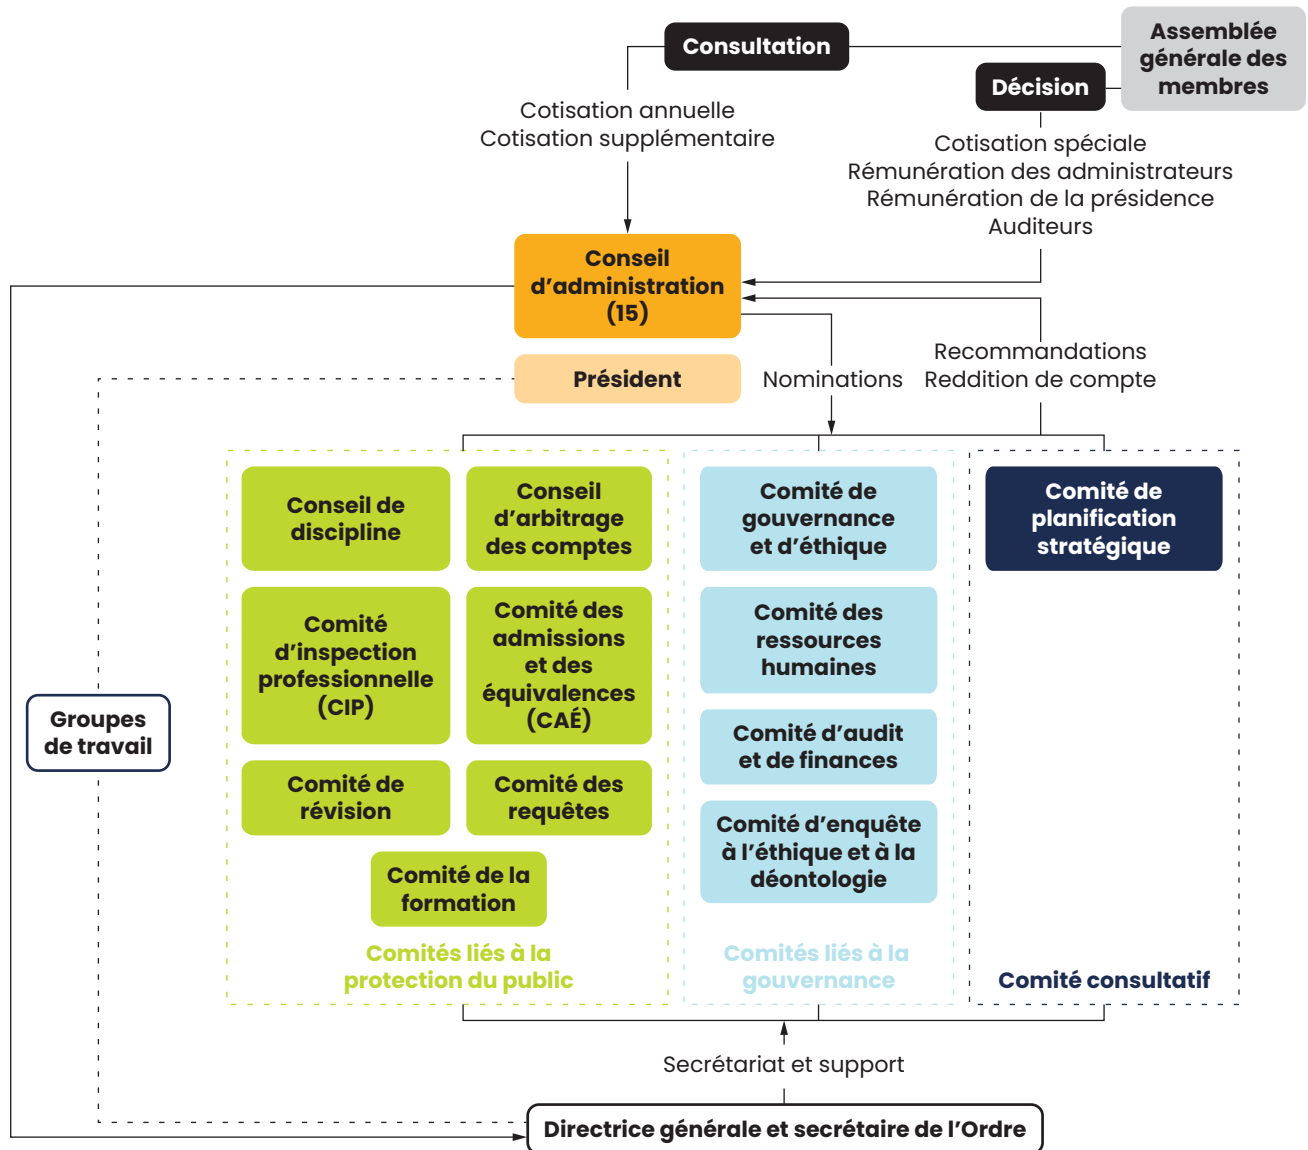 Consultation
Assemblée
générale des
membres
Décision
Cotisation annuelle
Cotisation supplémentaire
Cotisation spéciale
Rémunération des administrateurs
Rémunération de la présidence
Auditeurs
Conseil
d’administration
(15)
Président
Nominations
Recommandations
Reddition de compte
Conseil de
discipline
Conseil
d’arbitrage
des comptes
Comité
d’inspection
professionnelle
(CIP)
Comité des
admissions
et des
équivalences
(CAÉ)
Comité de
révision
Comité des
requêtes
Comité de la
formation
Comités liés à la
protection du public
Comité de
gouvernance
et d’éthique
Comité des
ressources
humaines
Comité d’audit
et de finances
Comité d’enquête
à l’éthique et à la
déontologie
Comités liés à la
gouvernance
Comité de
planification
stratégique
Comité consultatif
Groupes
de travail
Secrétariat et support
Directrice générale et secrétaire de l’Ordre